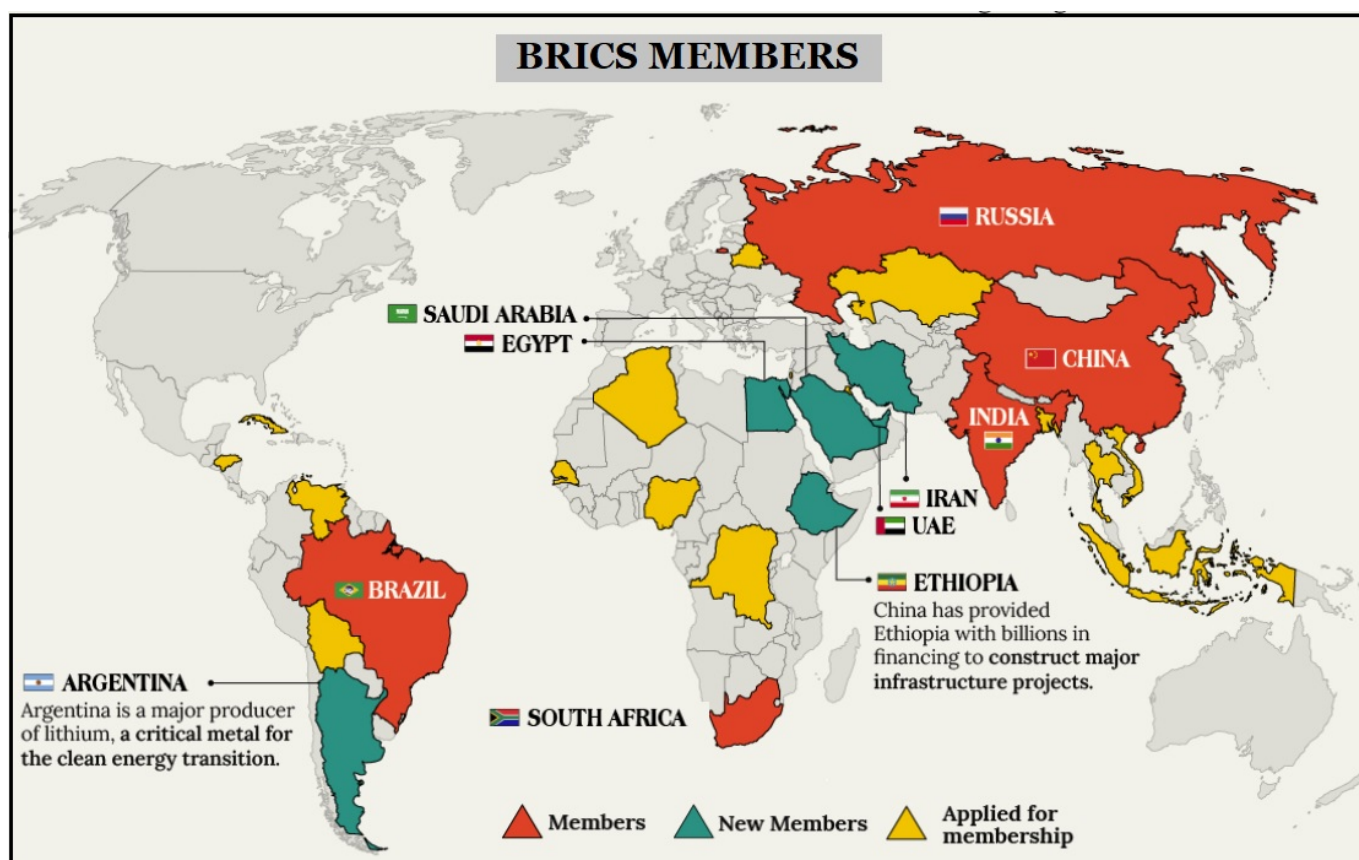 BRICS MEMBERS
RUSSIA
SAUDI ARABIA
EGYPT
CHINA
INDIA
IRAN
UAE
BRAZIL
ETHIOPIA
China has provided
Ethiopia with billions in
financing to construct major
infrastructure projects.
ARGENTINA
Argentina is a major producer
of lithium, a critical metal for
the clean energy transition.
SOUTH AFRICA
Members
New Members
Applied for
membership